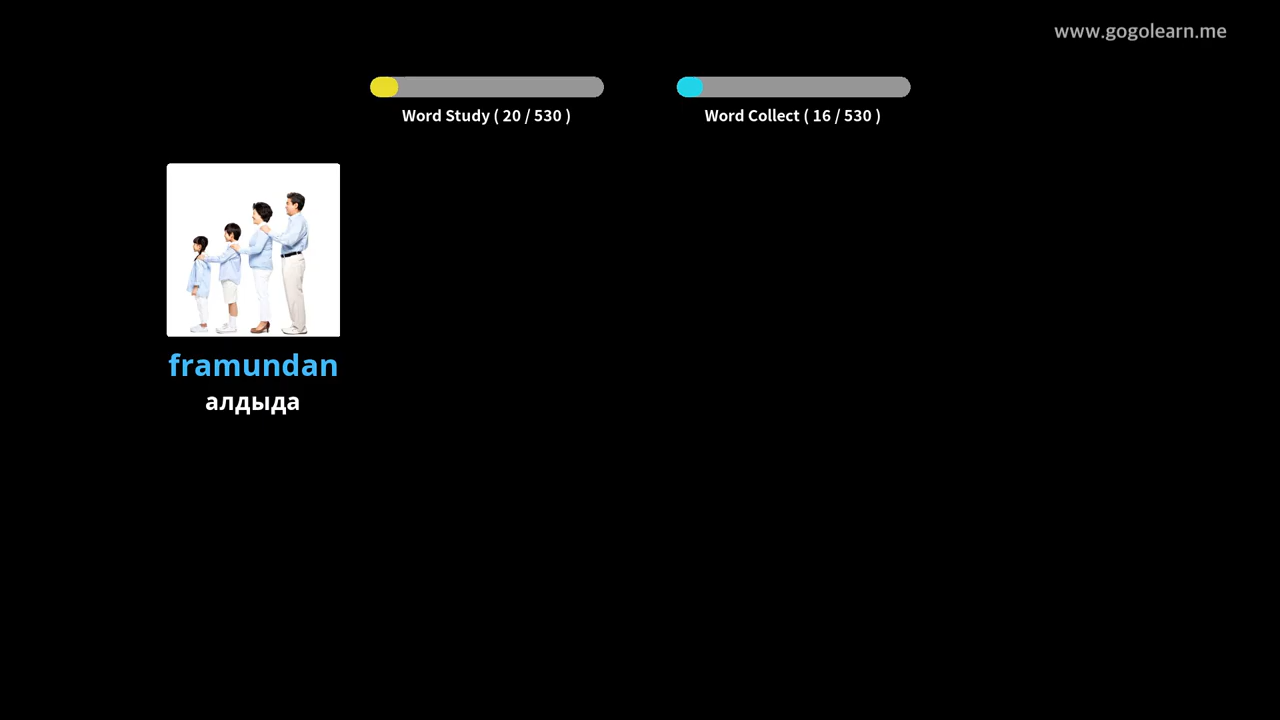 www.gogolearn.me
Word Study ( 20 / 530 )
Word Collect ( 16 / 530 )
framundan
алдыда